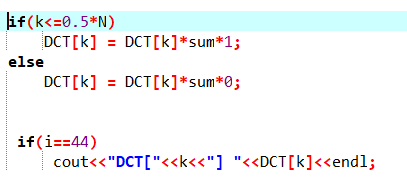 if(k<=0.5*N)
DCT[k] = DCT[k]*sum*1;
else
DCT[k] = DCT[k]*sum*0;
if(i==44)
cout<<"DCT["<<k<<"] "<<DCT[k]<<endl;